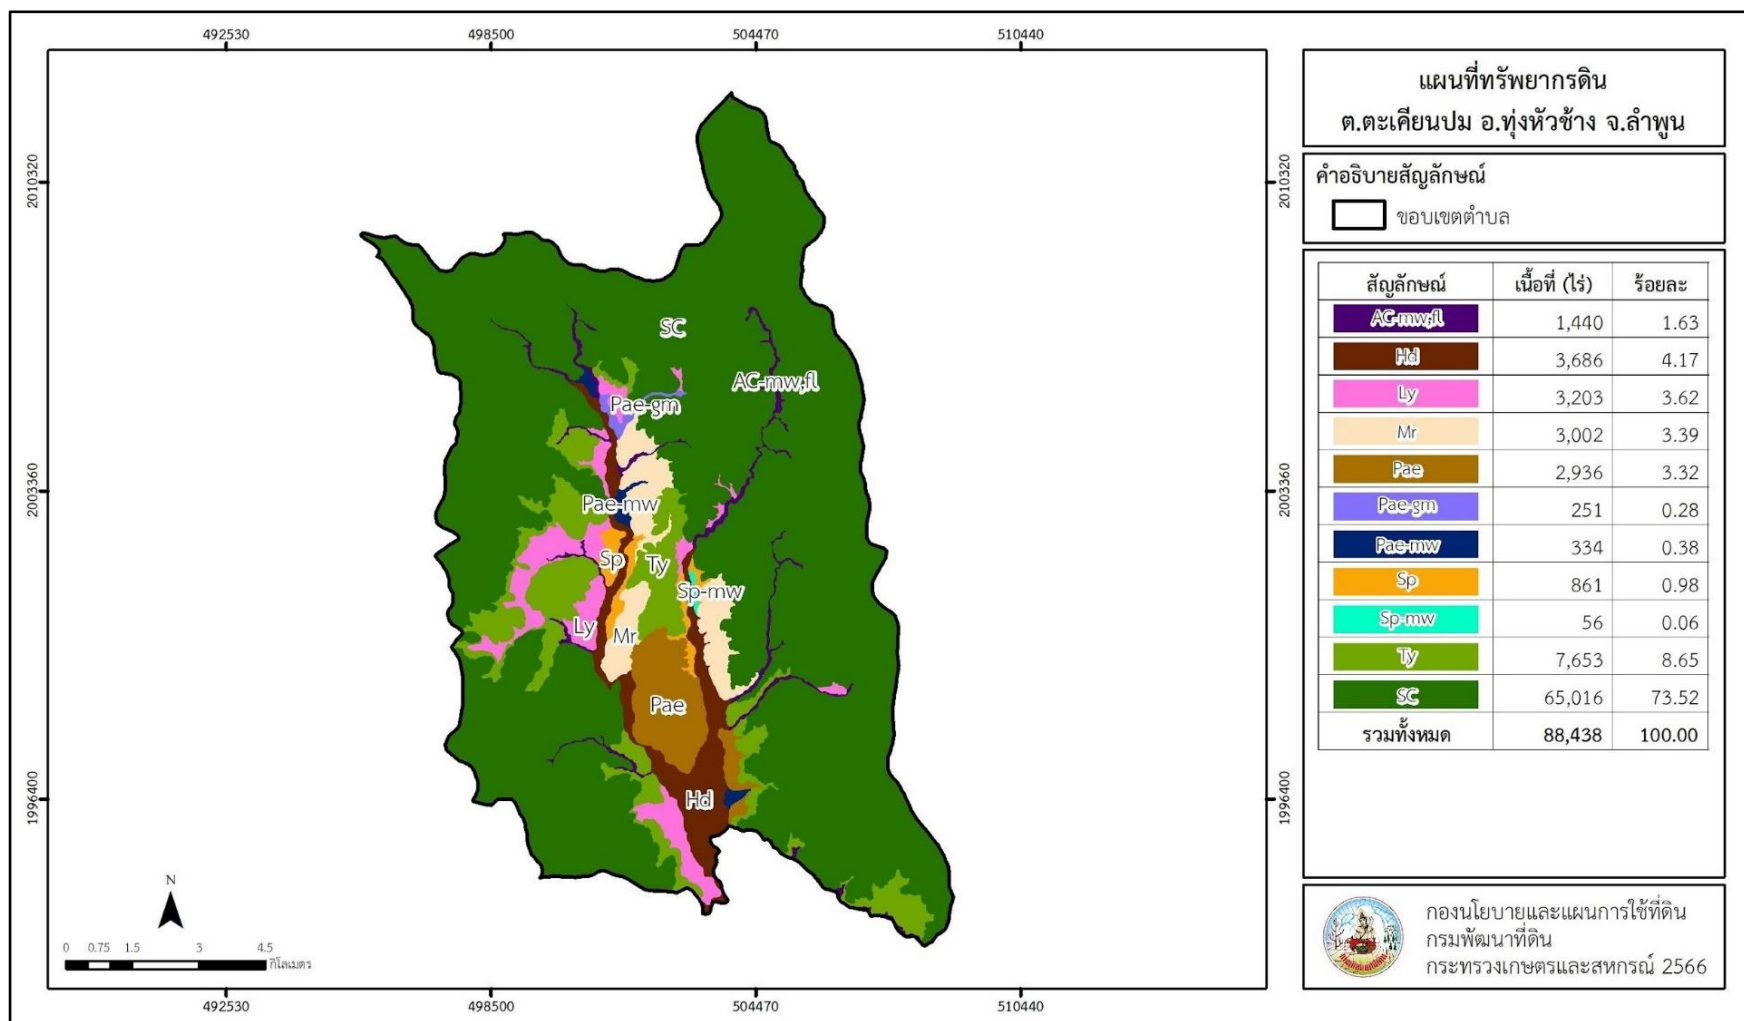 492530
498500
504470
510440
2010320
2010320
2003360
2003360
1996400
1996400
SC
AC-mw,fl
Pae-gm
Pae-mw
Sp
Ty
Sp-mw
Ly
Mr
Pae
Hd
N
0 0.75 1.5 3 4.5
กิโลเมตร
492530
498500
504470
510440
แผนที่ทรัพยากรดิน
ต.ตะเคียนปม อ.ทุ่งหัวช้าง จ.ลำพูน
คำอธิบายสัญลักษณ์
ขอบเขตตำบล
สัญลักษณ์ เนื้อที่ (ไร่) ร้อยละ
AC-mw,fl 1,440 1.63
Hd 3,686 4.17
Ly 3,203 3.62
Mr 3,002 3.39
Pae 2,936 3.32
Pae-gm 251 0.28
Pae-mw 334 0.38
Sp 861 0.98
Sp-mw 56 0.06
Ty 7,653 8.65
SC 65,016 73.52
รวมทั้งหมด 88,438 100.00
กองนโยบายและแผนการใช้ที่ดิน
กรมพัฒนาที่ดิน
กระทรวงเกษตรและสหกรณ์ 2566